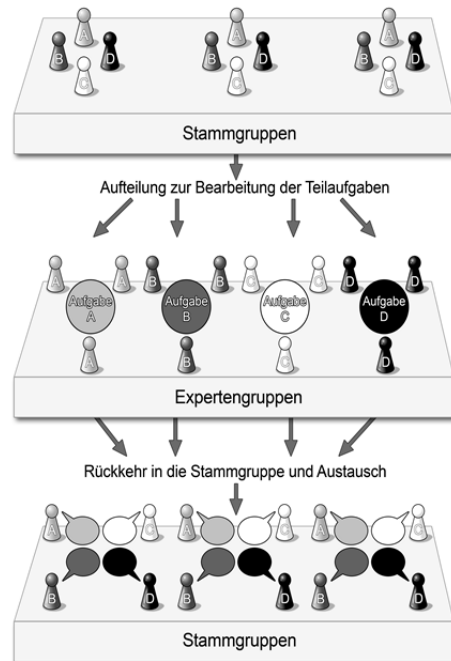 A A A
B D B D B D
C C C
Stammgruppen
Aufteilung zur Bearbeitung der Teilaufgaben
A A B B C C D D
Aufgabe Aufgabe Aufgabe Aufgabe
A B C D
A B C D
Expertengruppen
Rückkehr in die Stammgruppe und Austausch
A C A C A C
B D B D B D
Stammgruppen